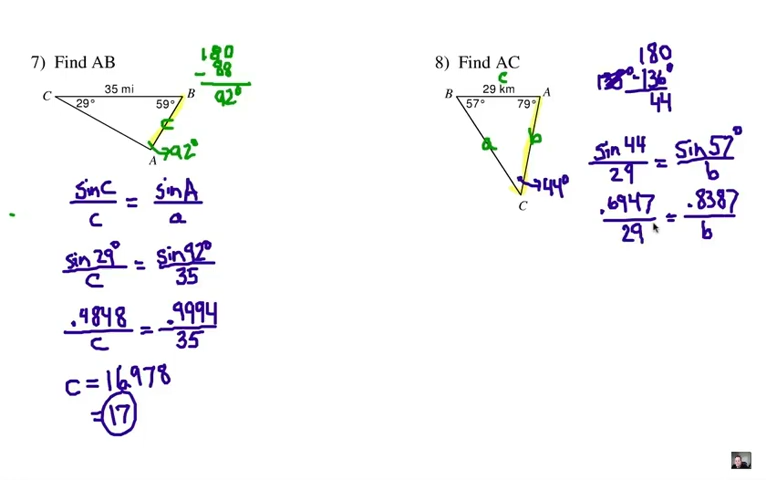 7) Find AB
180
- 88
92°
C
35 mi
B
29°
59°
c
A
92°
sin C / c = sin A / a
sin 29° / c = sin 92° / 35
.4848 / c = .9994 / 35
c = 16.978
= 17
8) Find AC
c
29 km
B
A
57°
79°
a
b
44°
C
180
- 136°
44
sin 44 / 29 = sin 57° / b
.6947 / 29 = .8387 / b